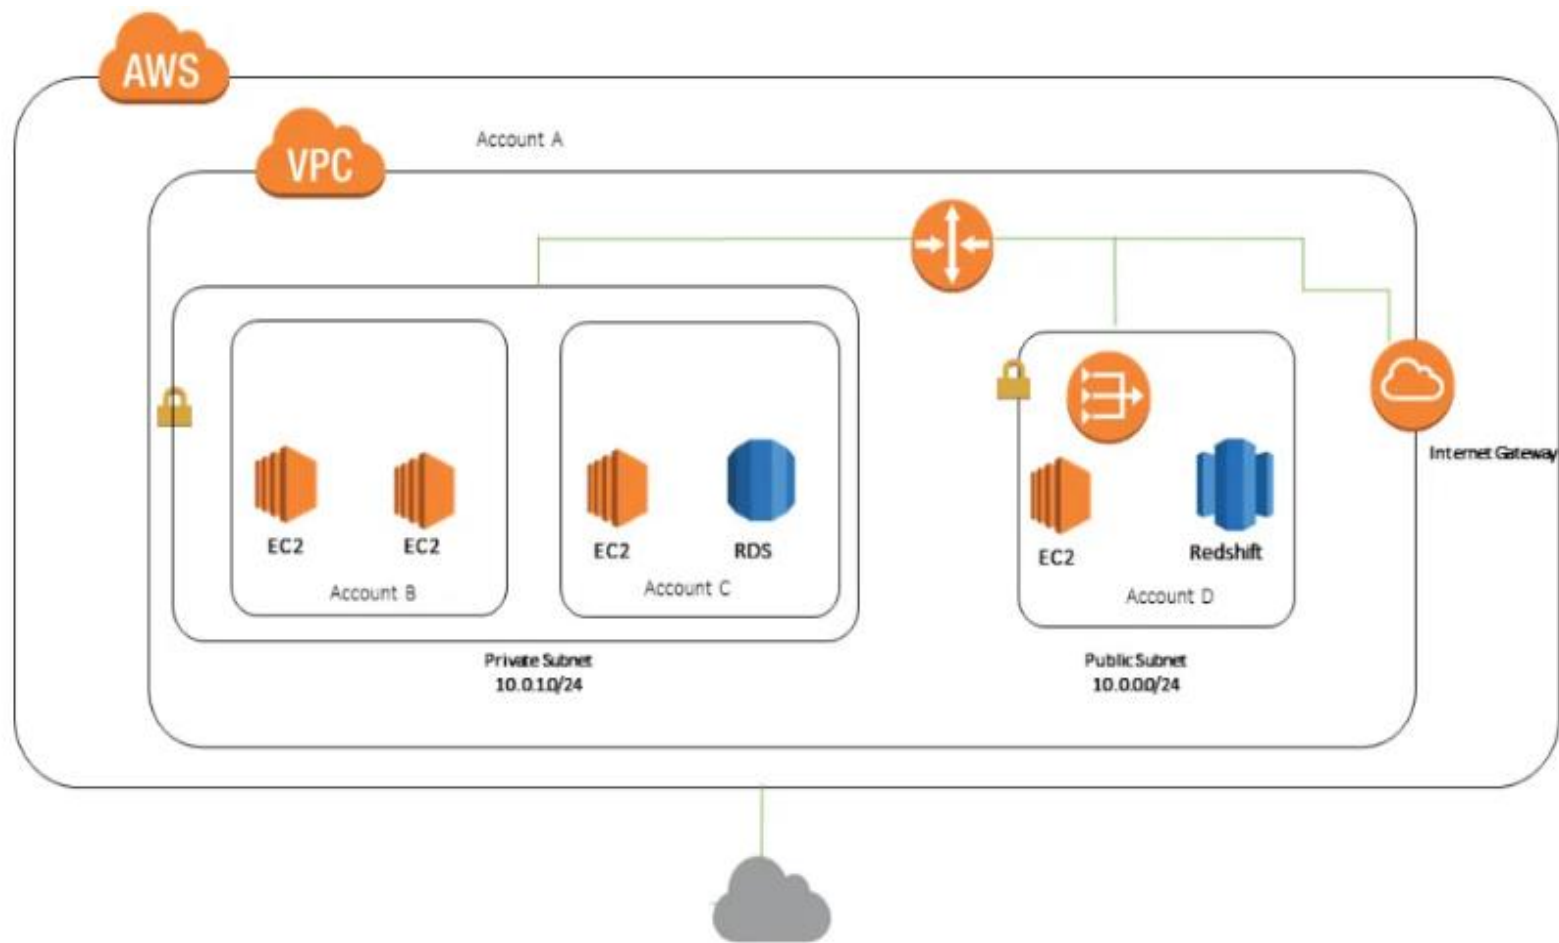 AWS
Account A
VPC
Internet Gateway
EC2
EC2
Account B
EC2
RDS
Account C
EC2
Redshift
Account D
Private Subnet
10.0.1.0/24
Public Subnet
10.0.0.0/24